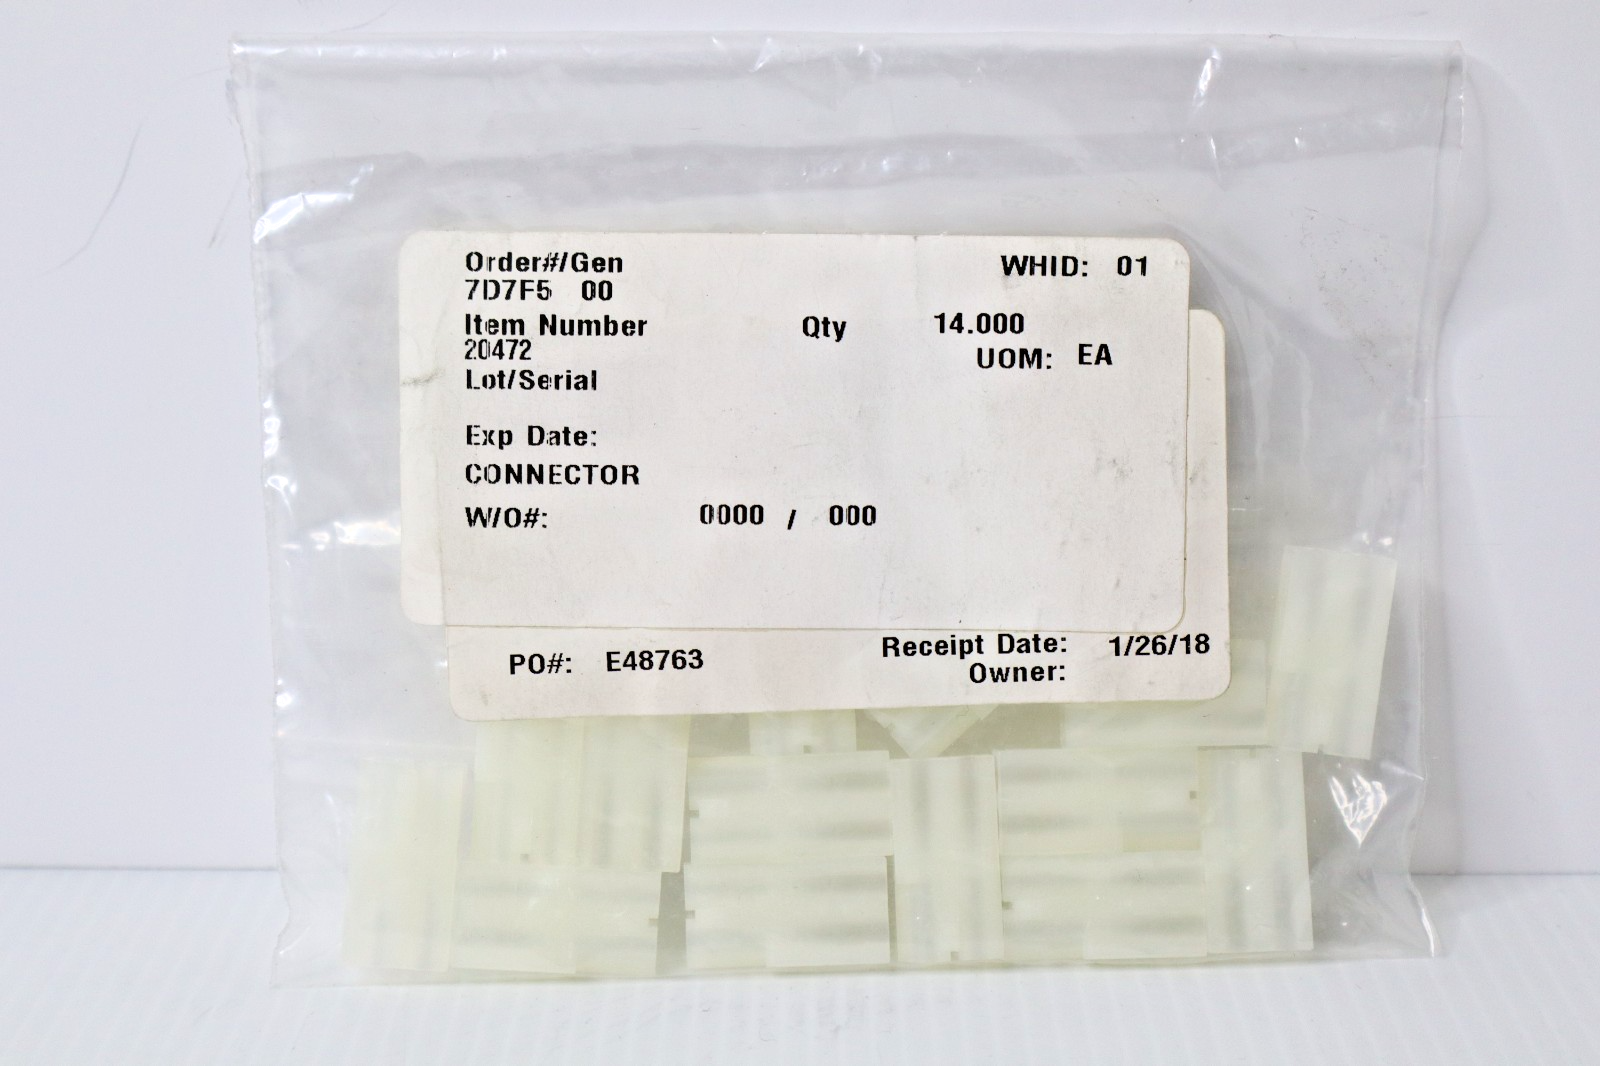 Order#/Gen WHID: 01
7D7F5 00
Item Number Qty 14.000
20472 UOM: EA
Lot/Serial
Exp Date:
CONNECTOR
W/O#: 0000 / 000
PO#: E48763 Receipt Date: 1/26/18
Owner: